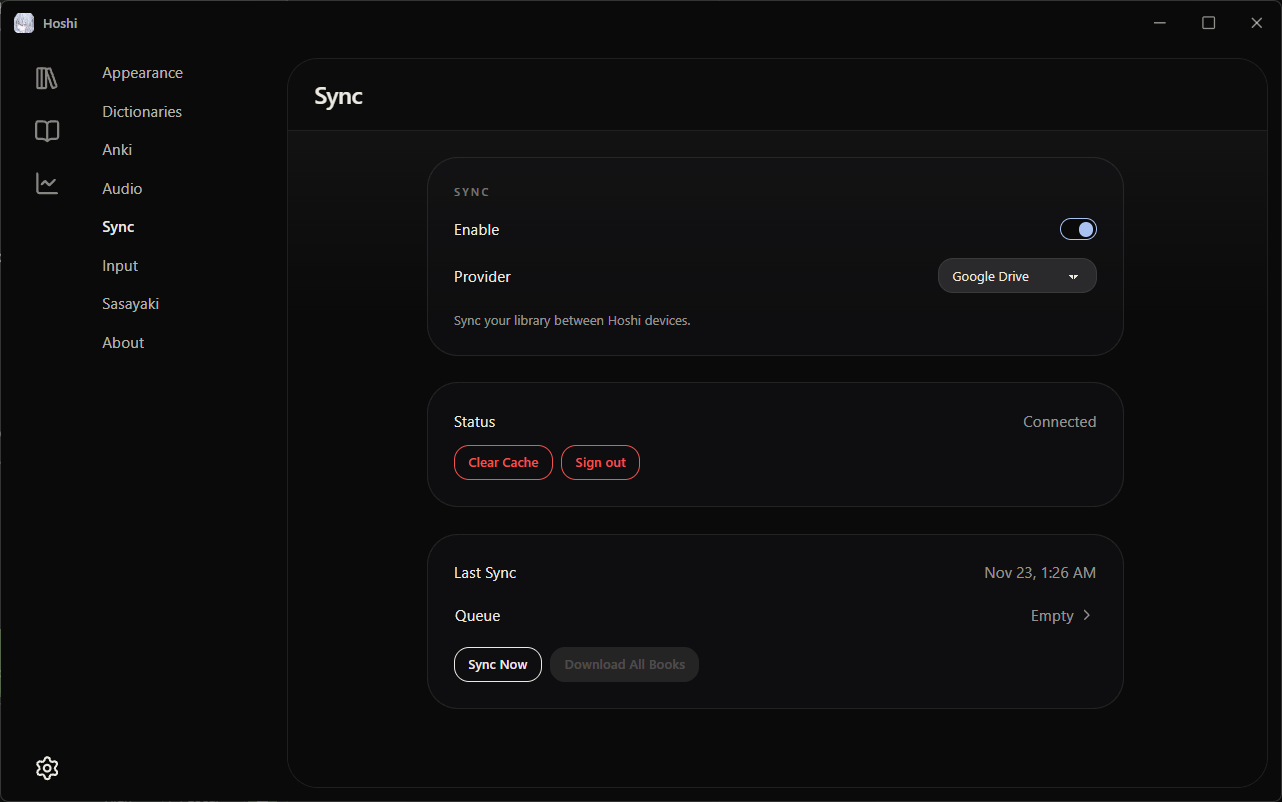 Hoshi
Appearance
Dictionaries
Anki
Audio
Sync
Input
Sasayaki
About
Sync
SYNC
Enable
Provider
Google Drive
Sync your library between Hoshi devices.
Status
Connected
Clear Cache
Sign out
Last Sync
Nov 23, 1:26 AM
Queue
Empty
Sync Now
Download All Books